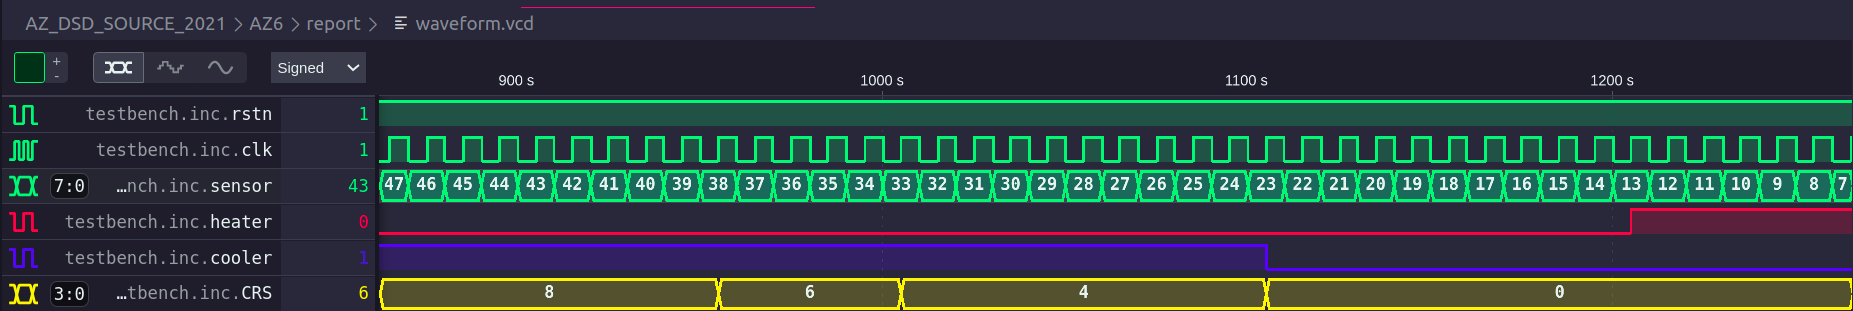 AZ_DSD_SOURCE_2021 > AZ6 > report > waveform.vcd
+
-
Signed
900 s 1000 s 1100 s 1200 s
testbench.inc.rstn 1
testbench.inc.clk 1
7:0 …nch.inc.sensor 43 47 46 45 44 43 42 41 40 39 38 37 36 35 34 33 32 31 30 29 28 27 26 25 24 23 22 21 20 19 18 17 16 15 14 13 12 11 10 9 8 7
testbench.inc.heater 0
testbench.inc.cooler 1
3:0 …tbench.inc.CRS 6 8 6 4 0